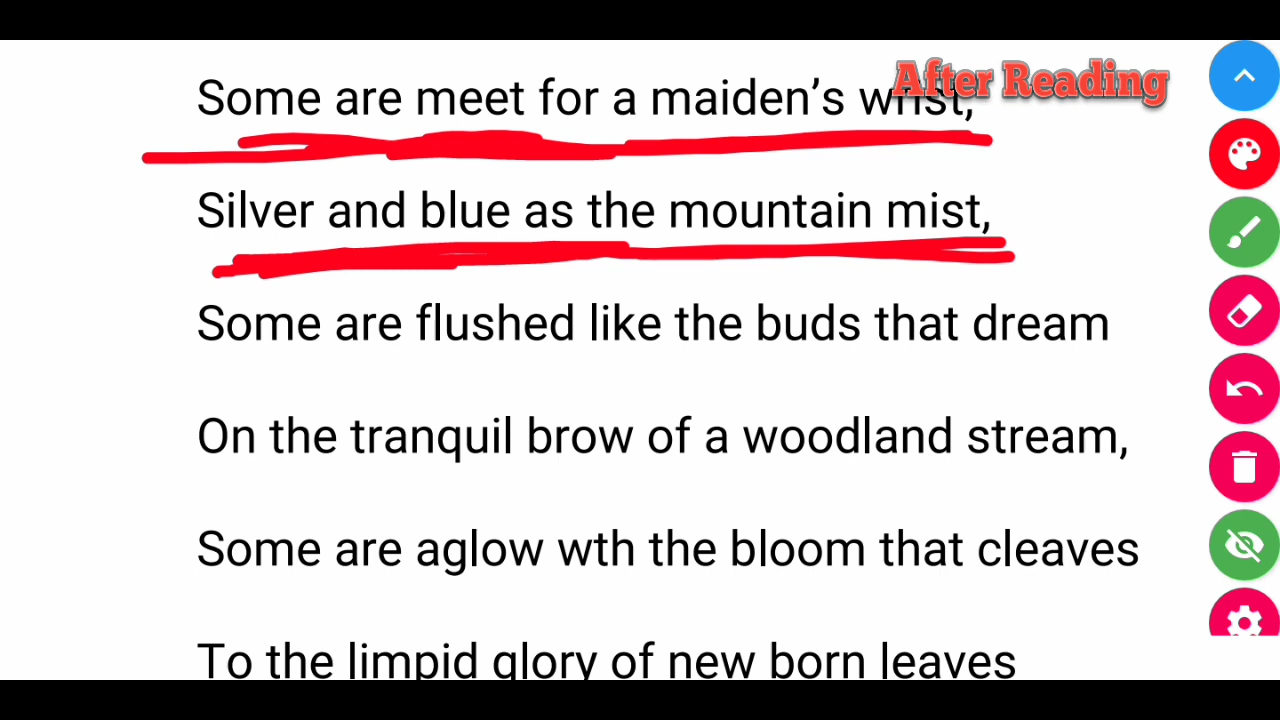 After Reading
Some are meet for a maiden’s wrist,
Silver and blue as the mountain mist,
Some are flushed like the buds that dream
On the tranquil brow of a woodland stream,
Some are aglow wth the bloom that cleaves
To the limpid glory of new born leaves